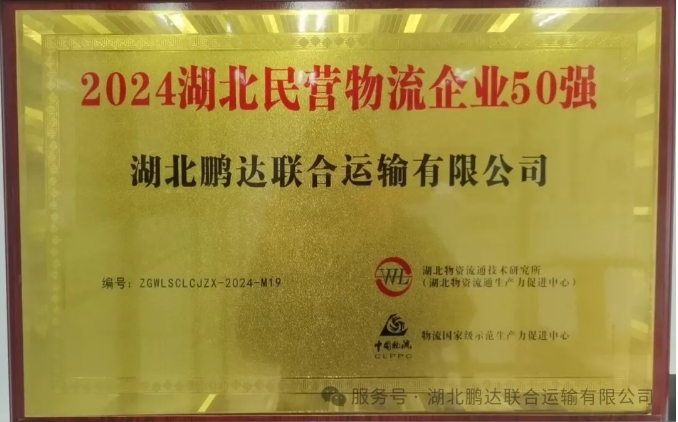 2024湖北民营物流企业50强
湖北鹏达联合运输有限公司
编号：ZGWLSCLCJZX-2024-M19
WL
湖北物资流通技术研究所
（湖北物资流通生产力促进中心）
中国物流
CLPPC
物流国家级示范生产力促进中心
服务号·湖北鹏达联合运输有限公司